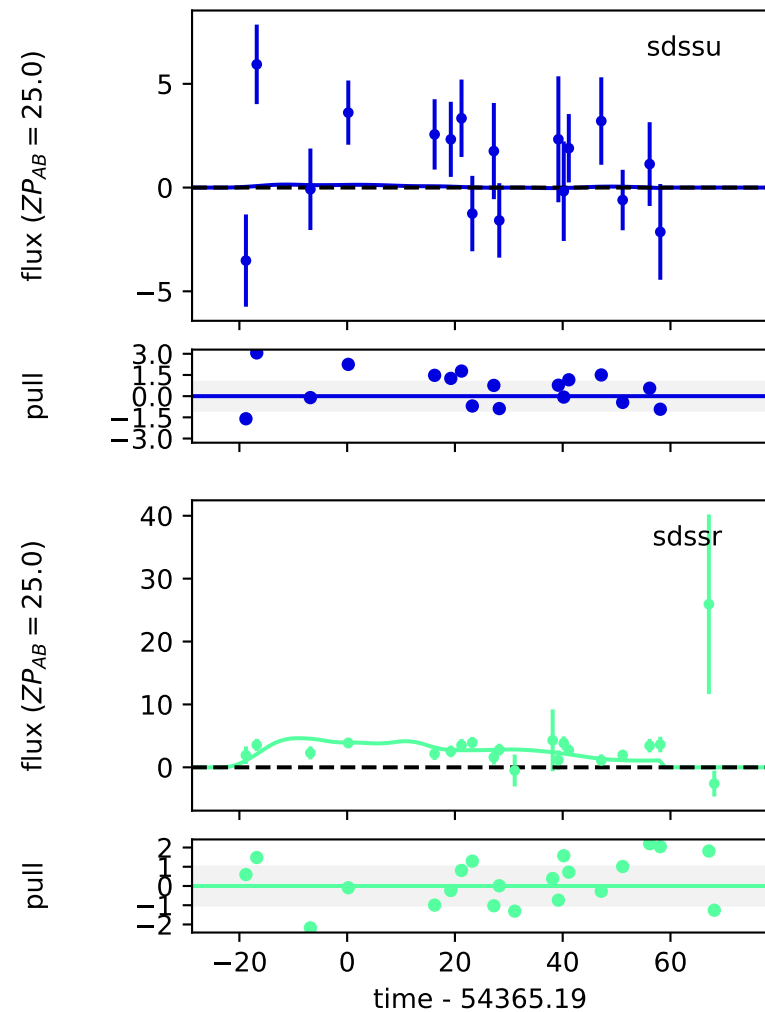 sdssu
flux (ZP_AB = 25.0)
5
0
−5
pull
3.0
1.5
0.0
−1.5
−3.0
sdssr
flux (ZP_AB = 25.0)
40
30
20
10
0
pull
2
1
0
−1
−2
−20 0 20 40 60
time - 54365.19